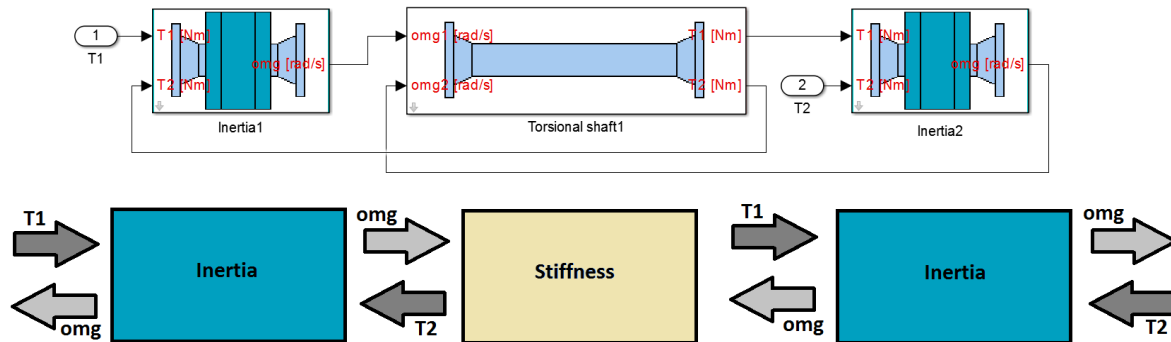 1
T1
T1 [Nm]
T2 [Nm]
omg [rad/s]
Inertia1
omg1 [rad/s]
omg2 [rad/s]
T1 [Nm]
T2 [Nm]
Torsional shaft1
2
T2
T1 [Nm]
T2 [Nm]
omg [rad/s]
Inertia2
T1
omg
Inertia
omg
T2
Stiffness
T1
omg
Inertia
omg
T2